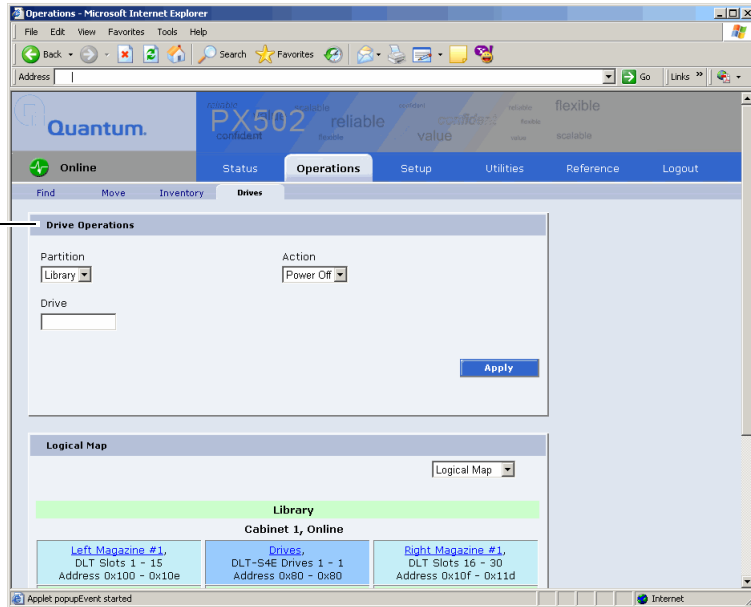 Operations - Microsoft Internet Explorer
File Edit View Favorites Tools Help
Back Search Favorites
Address Go Links »
Quantum. PX502 reliable value confident flexible scalable
Online Status Operations Setup Utilities Reference Logout
Find Move Inventory Drives
Drive Operations
Partition Action
Library Power Off
Drive
Apply
Logical Map
Logical Map
Library
Cabinet 1, Online
Left Magazine #1, Drives, Right Magazine #1,
DLT Slots 1 - 15 DLT-S4E Drives 1 - 1 DLT Slots 16 - 30
Address 0x100 - 0x10e Address 0x80 - 0x80 Address 0x10f - 0x11d
Applet popupEvent started Internet